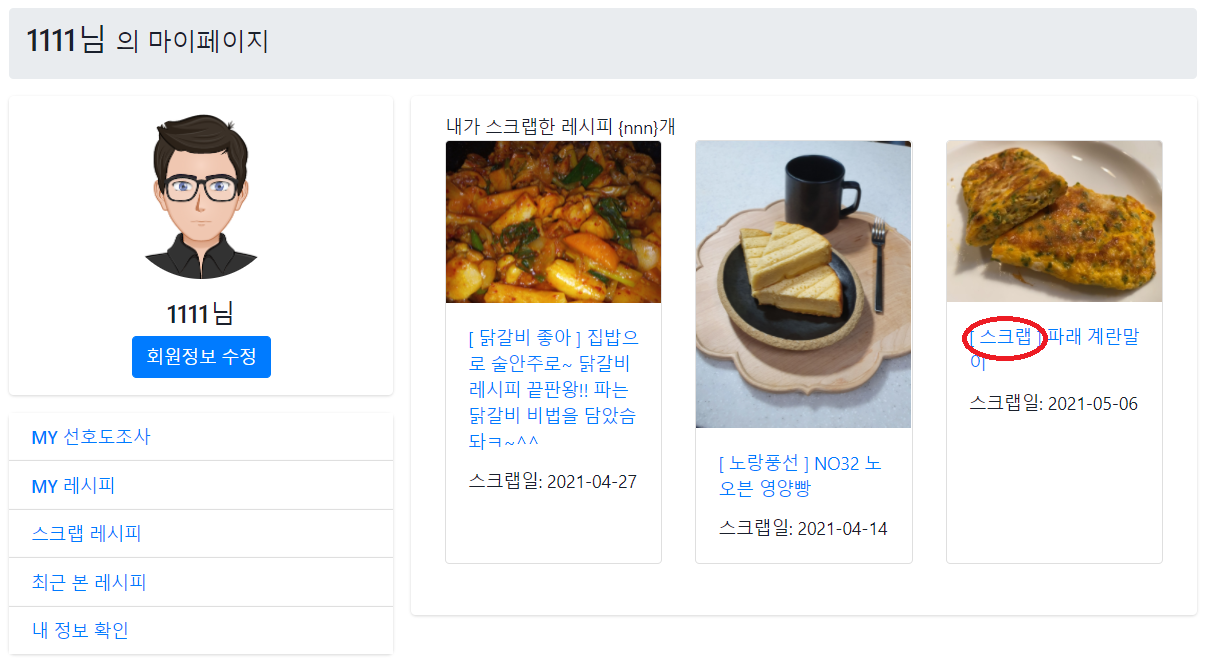 1111님 의 마이페이지
1111님
회원정보 수정
MY 선호도조사
MY 레시피
스크랩 레시피
최근 본 레시피
내 정보 확인
내가 스크랩한 레시피 {nnn}개
[ 닭갈비 좋아 ] 집밥으
로 술안주로~ 닭갈비
레시피 끝판왕!! 파는
닭갈비 비법을 담았슴
돠ㅋ~^^
스크랩일: 2021-04-27
[ 노랑풍선 ] NO32 노
오븐 영양빵
스크랩일: 2021-04-14
[ 스크랩 ] 파래 계란말
이
스크랩일: 2021-05-06